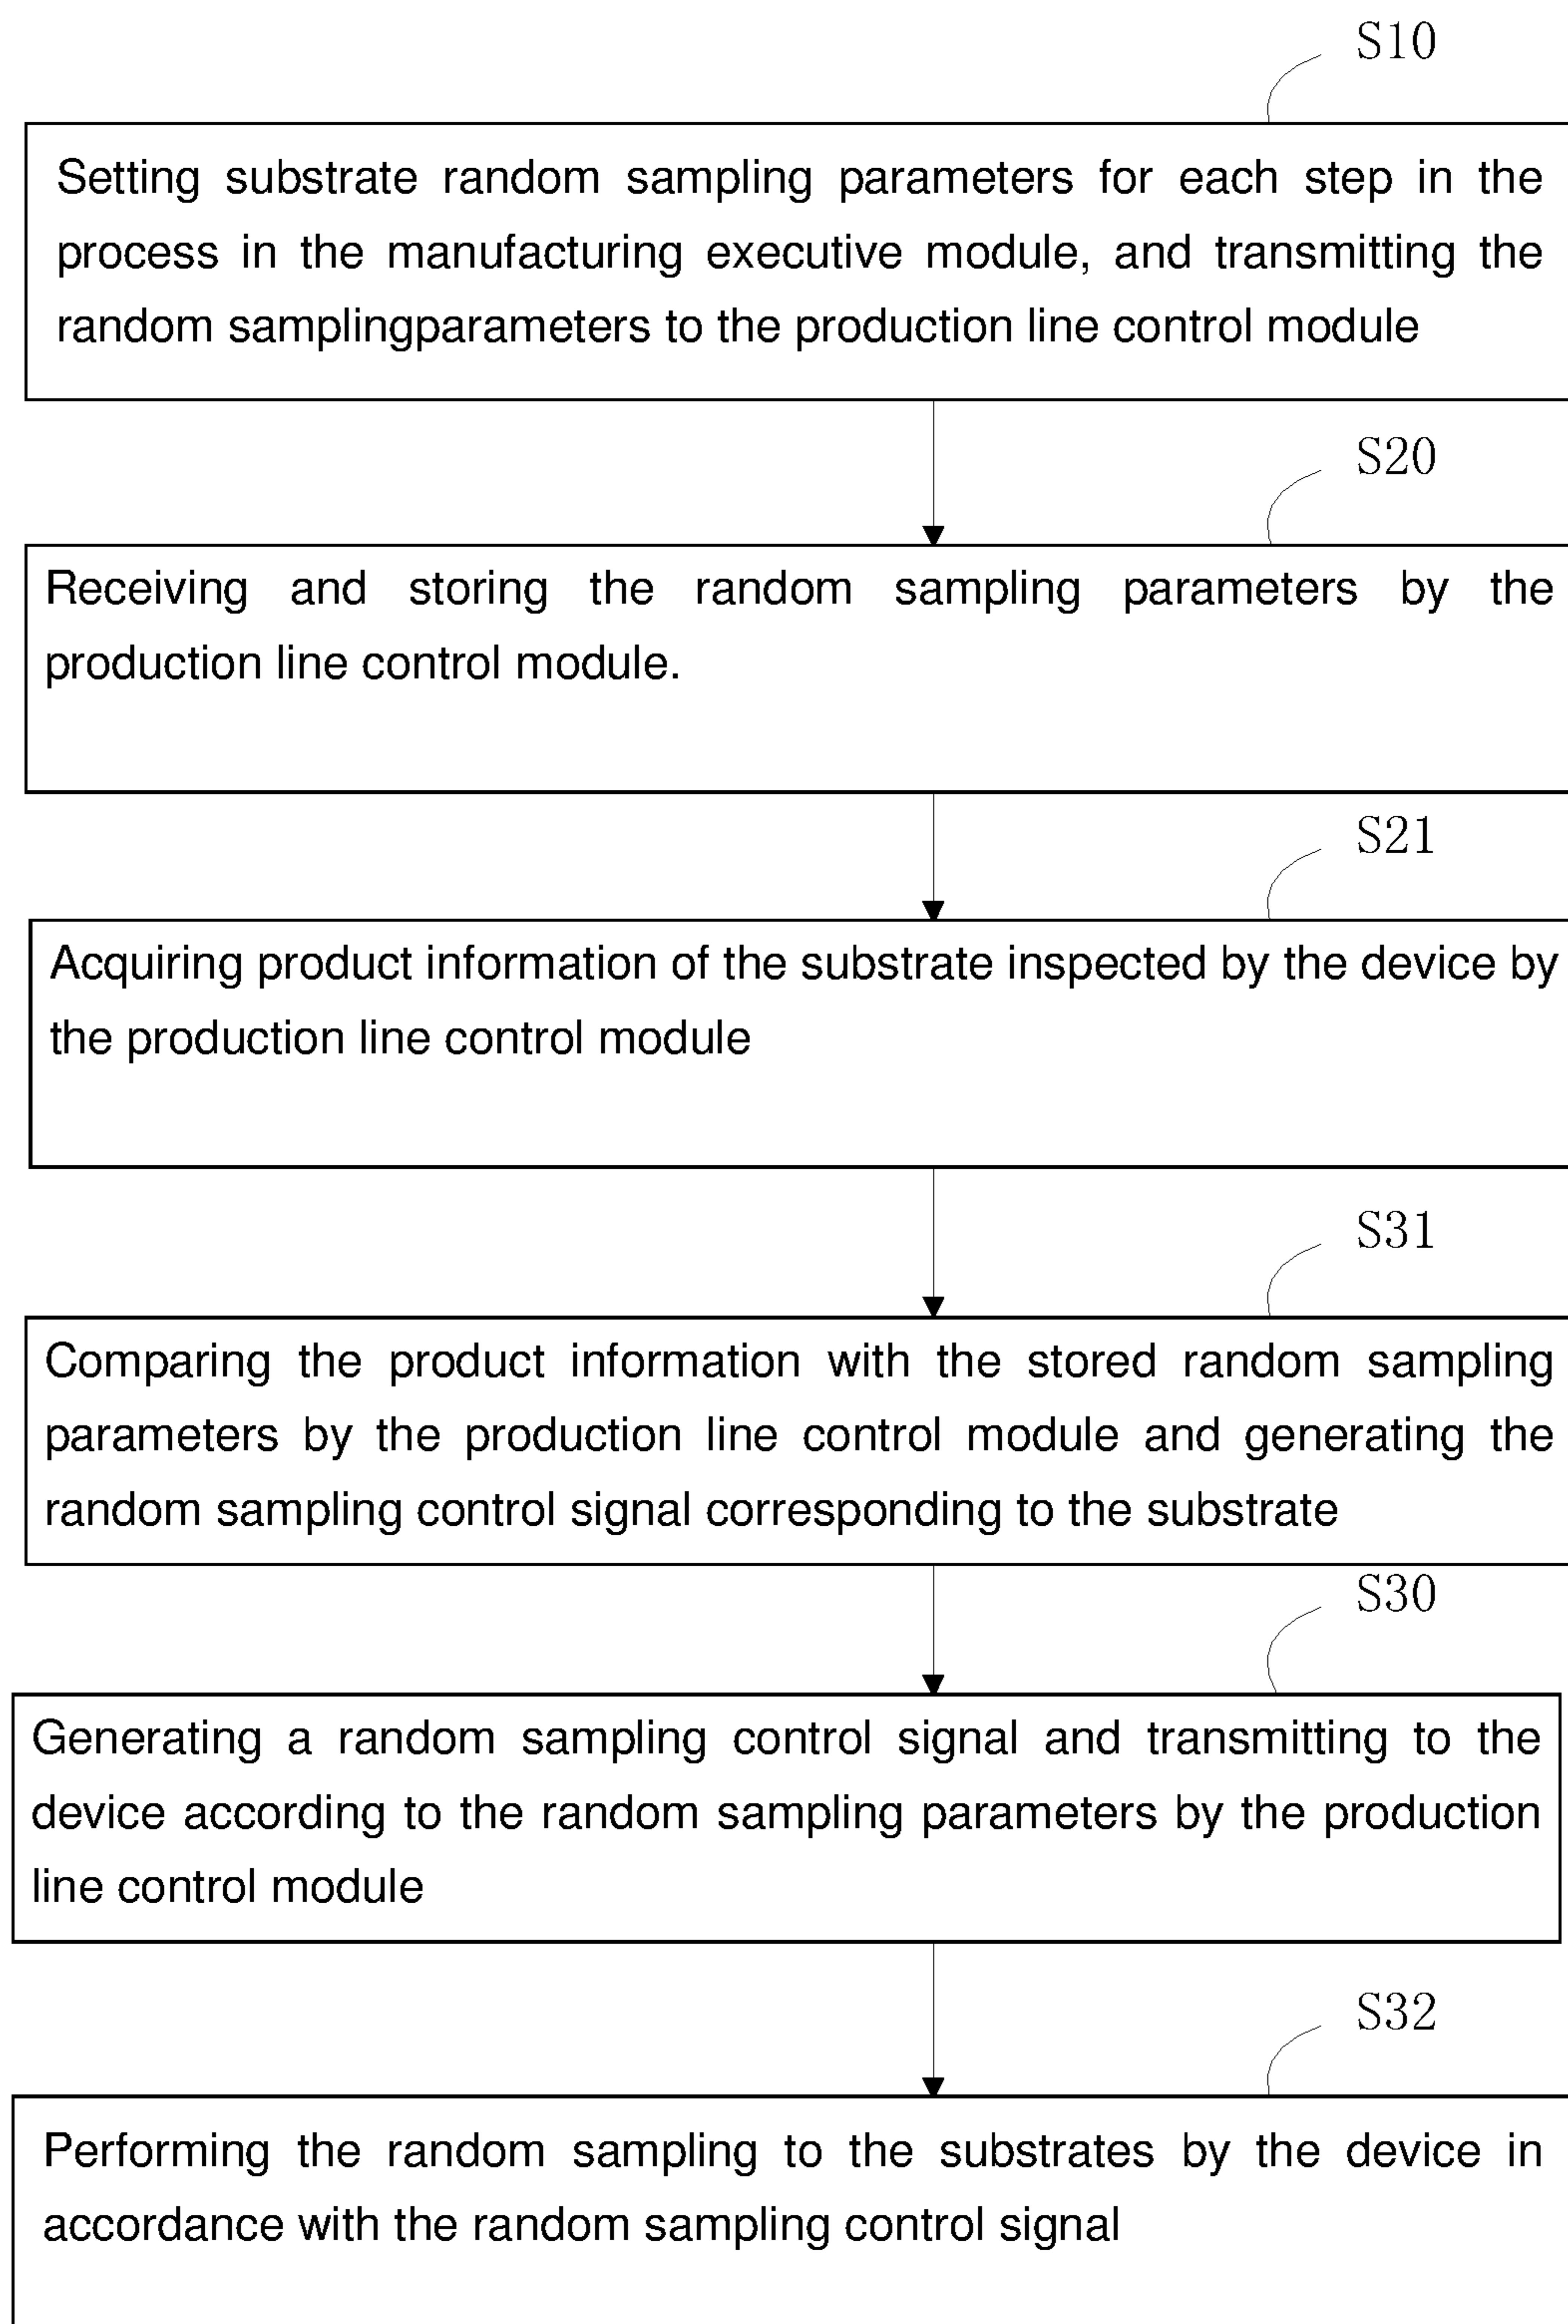 S10
Setting substrate random sampling parameters for each step in the
process in the manufacturing executive module, and transmitting the
random samplingparameters to the production line control module
S20
Receiving and storing the random sampling parameters by the
production line control module.
S21
Acquiring product information of the substrate inspected by the device by
the production line control module
S31
Comparing the product information with the stored random sampling
parameters by the production line control module and generating the
random sampling control signal corresponding to the substrate
S30
Generating a random sampling control signal and transmitting to the
device according to the random sampling parameters by the production
line control module
S32
Performing the random sampling to the substrates by the device in
accordance with the random sampling control signal